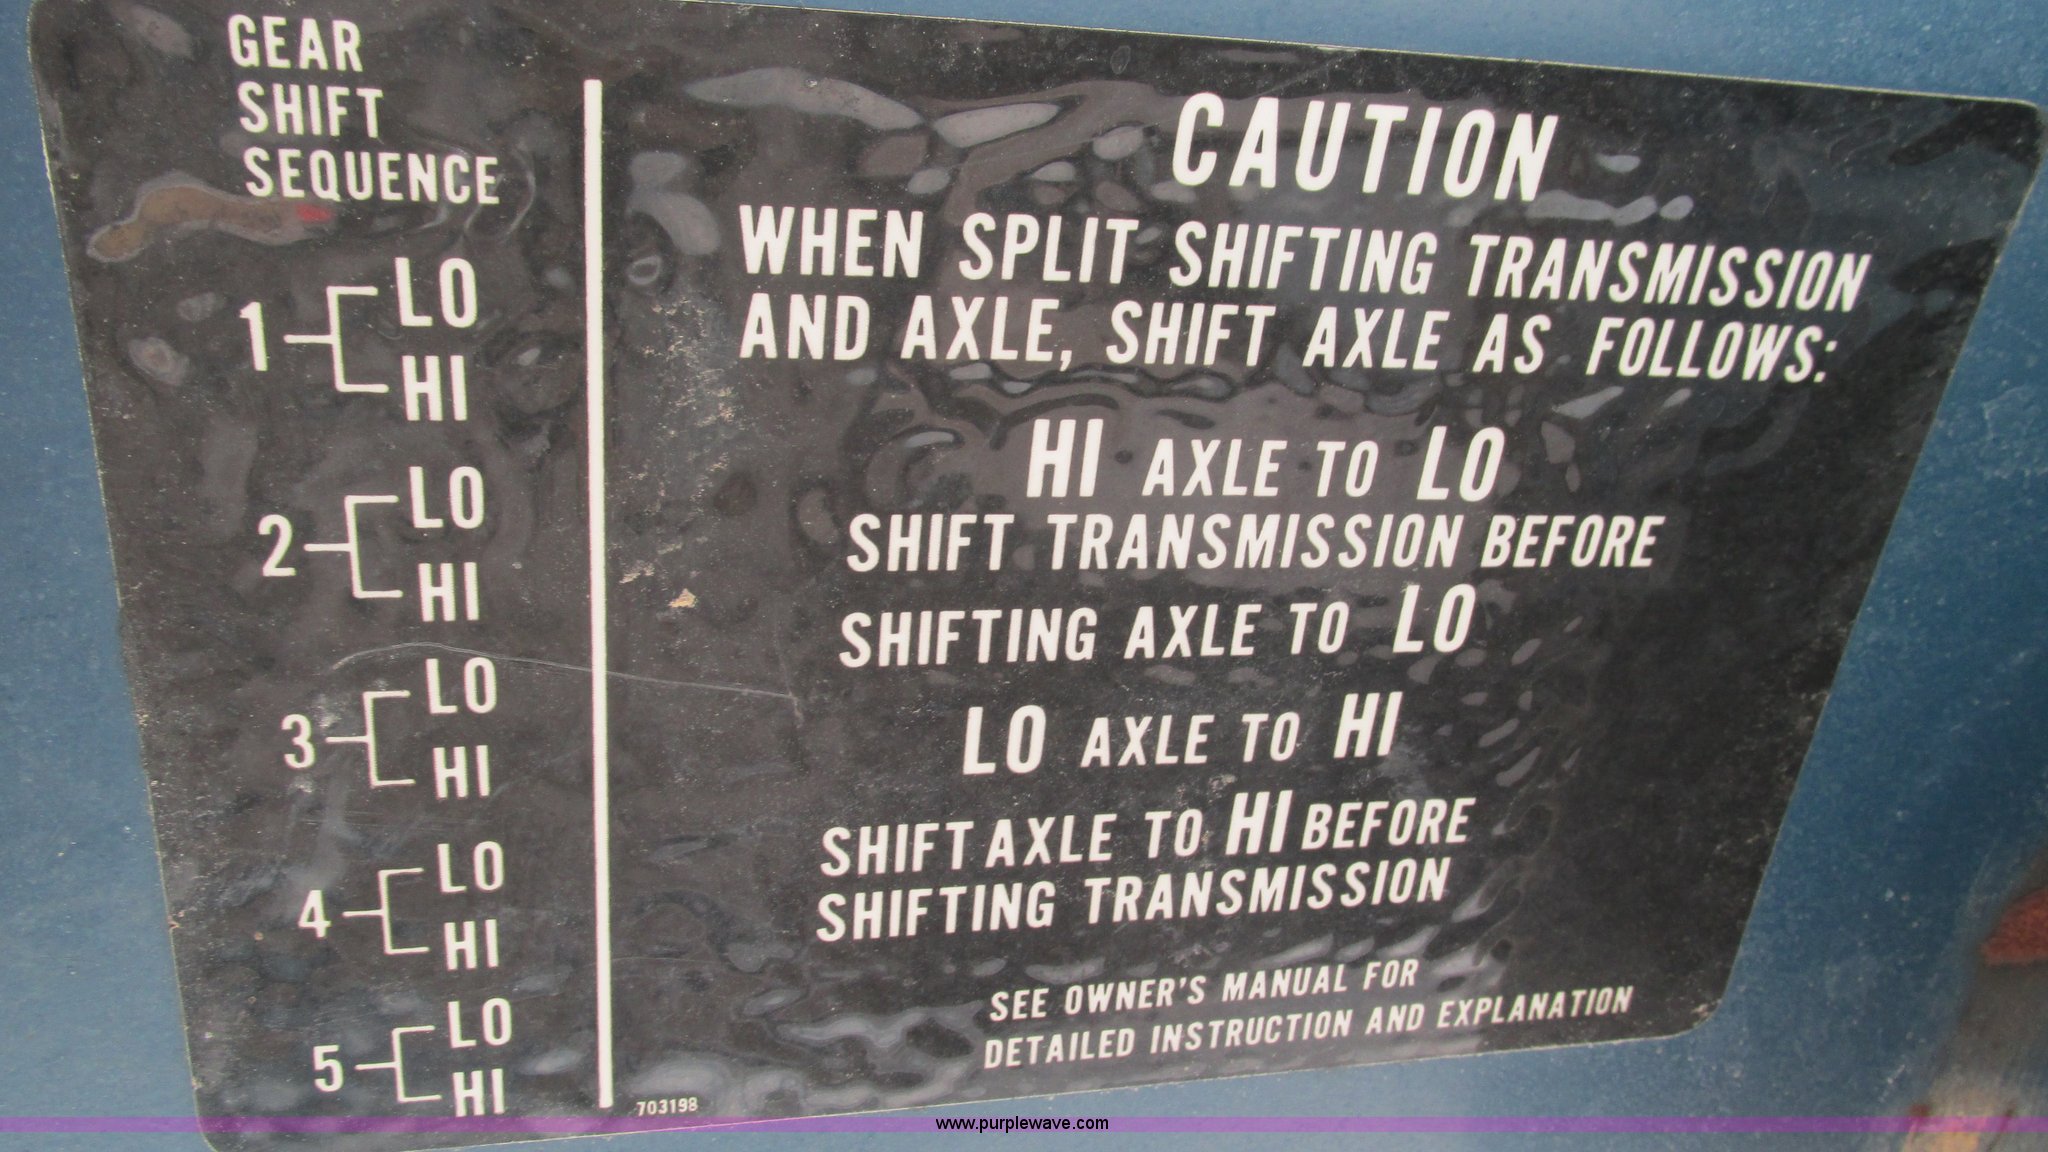 GEAR
SHIFT
SEQUENCE
1 LO
HI
2 LO
HI
3 LO
HI
4 LO
HI
5 LO
HI
CAUTION
WHEN SPLIT SHIFTING TRANSMISSION
AND AXLE, SHIFT AXLE AS FOLLOWS:
HI AXLE TO LO
SHIFT TRANSMISSION BEFORE
SHIFTING AXLE TO LO
LO AXLE TO HI
SHIFT AXLE TO HI BEFORE
SHIFTING TRANSMISSION
SEE OWNER'S MANUAL FOR
DETAILED INSTRUCTION AND EXPLANATION
703198
www.purplewave.com